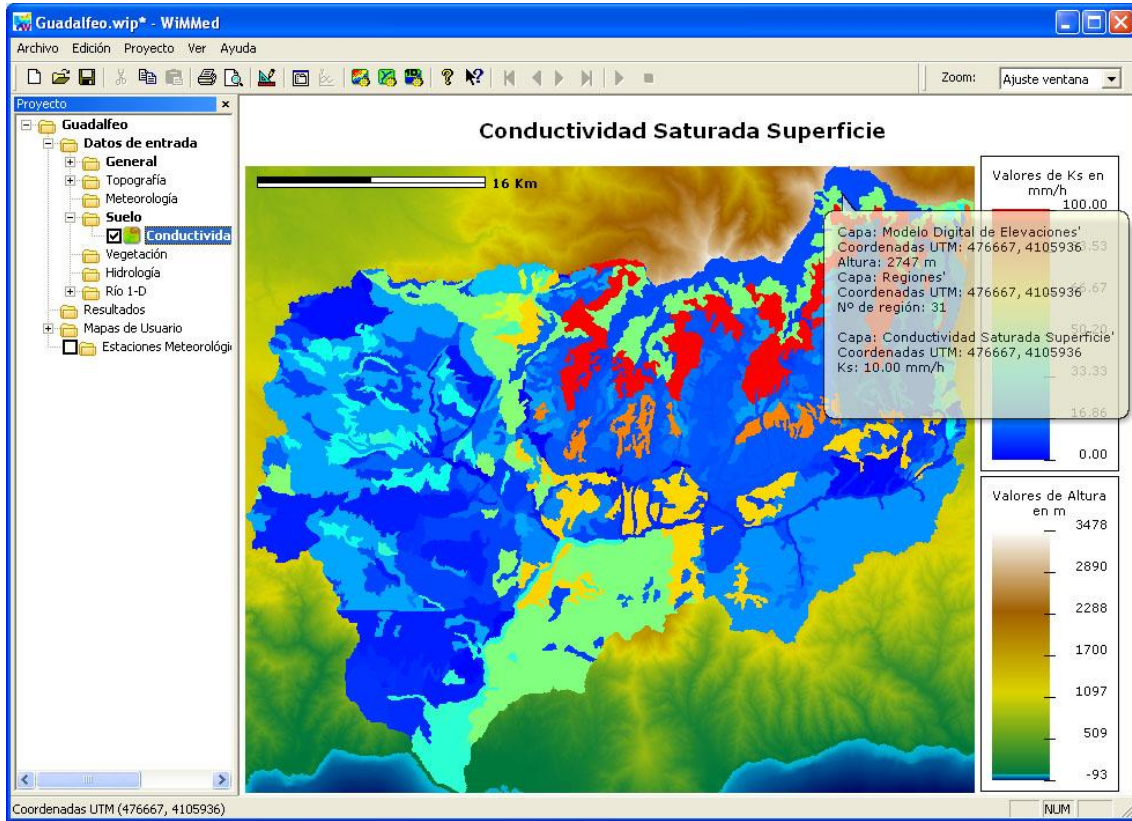 Guadalfeo.wip* - WiMMed
Archivo Edición Proyecto Ver Ayuda
Zoom: Ajuste ventana
Proyecto
Guadalfeo
Datos de entrada
General
Topografía
Meteorología
Suelo
Conductivida
Vegetación
Hidrología
Río 1-D
Resultados
Mapas de Usuario
Estaciones Meteorológi
Conductividad Saturada Superficie
16 Km
Valores de Ks en
mm/h
100.00
Capa: Modelo Digital de Elevaciones'
Coordenadas UTM: 476667, 4105936
Altura: 2747 m
Capa: Regiones'
Coordenadas UTM: 476667, 4105936
Nº de región: 31
Capa: Conductividad Saturada Superficie'
Coordenadas UTM: 476667, 4105936
Ks: 10.00 mm/h
33.33
16.86
0.00
Valores de Altura
en m
3478
2890
2288
1700
1097
509
-93
Coordenadas UTM (476667, 4105936)
NUM